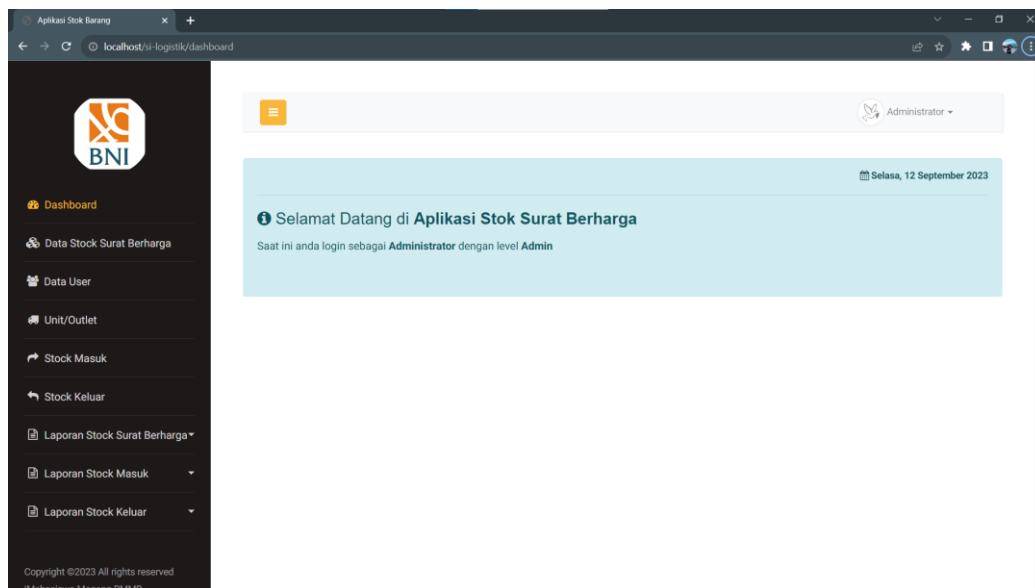 Aplikasi Stok Barang
localhost/si-logistik/dashboard
BNI
Administrator
Selasa, 12 September 2023
Dashboard
Selamat Datang di Aplikasi Stok Surat Berharga
Data Stock Surat Berharga
Saat ini anda login sebagai Administrator dengan level Admin
Data User
Unit/Outlet
Stock Masuk
Stock Keluar
Laporan Stock Surat Berharga
Laporan Stock Masuk
Laporan Stock Keluar
Copyright ©2023 All rights reserved